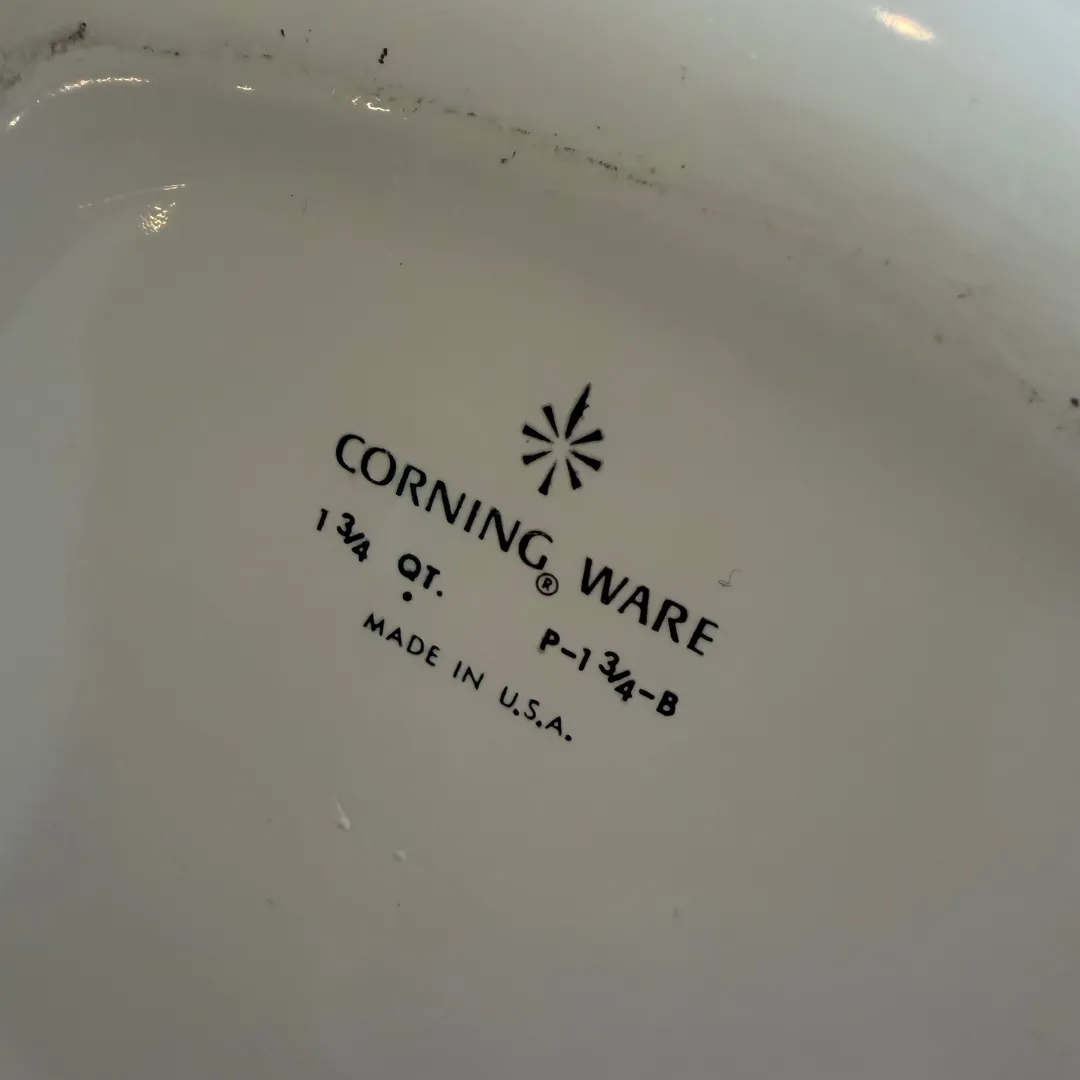 CORNING® WARE
1 3/4 QT. P-1 3/4-B
MADE IN U.S.A.